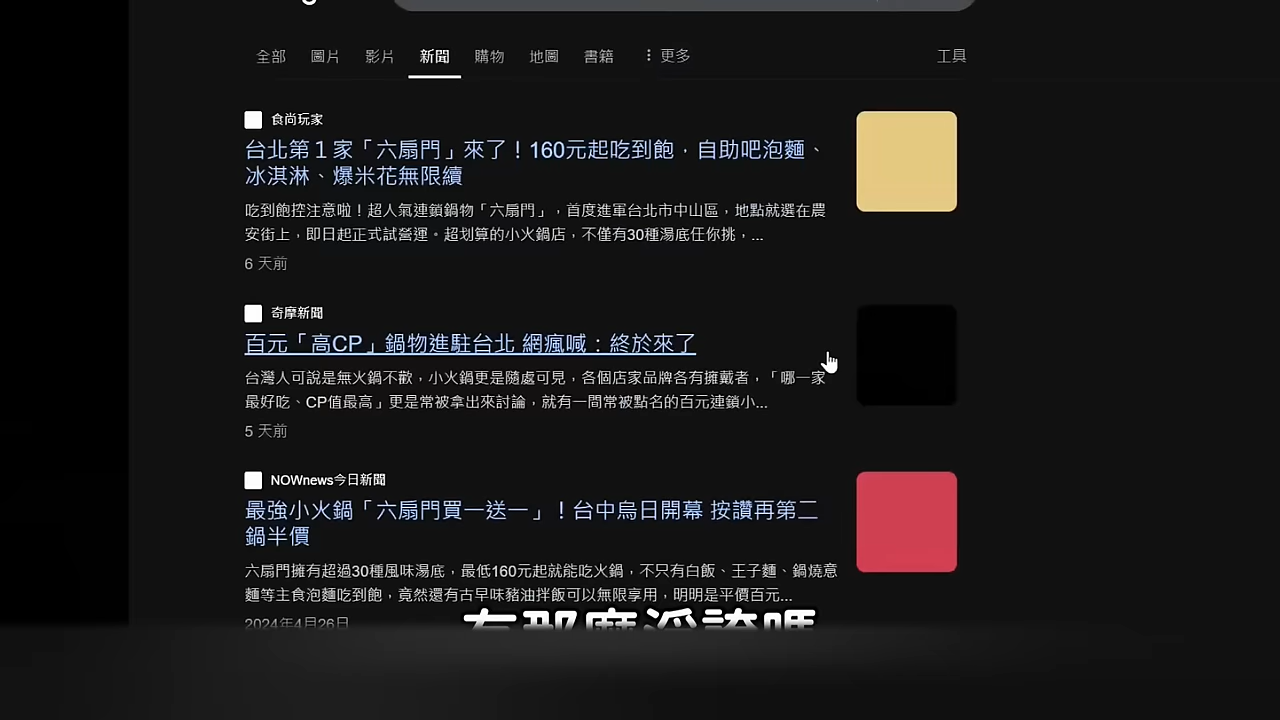 全部 圖片 影片 新聞 購物 地圖 書籍 ⋮ 更多 工具
食尚玩家
台北第１家「六扇門」來了！160元起吃到飽，自助吧泡麵、
冰淇淋、爆米花無限續
吃到飽控注意啦！超人氣連鎖鍋物「六扇門」，首度進軍台北市中山區，地點就選在農
安街上，即日起正式試營運。超划算的小火鍋店，不僅有30種湯底任你挑，...
6 天前
奇摩新聞
百元「高CP」鍋物進駐台北 網瘋喊：終於來了
台灣人可說是無火鍋不歡，小火鍋更是隨處可見，各個店家品牌各有擁戴者，「哪一家
最好吃、CP值最高」更是常被拿出來討論，就有一間常被點名的百元連鎖小...
5 天前
NOWnews今日新聞
最強小火鍋「六扇門買一送一」！台中烏日開幕 按讚再第二
鍋半價
六扇門擁有超過30種風味湯底，最低160元起就能吃火鍋，不只有白飯、王子麵、鍋燒意
麵等主食泡麵吃到飽，竟然還有古早味豬油拌飯可以無限享用，明明是平價百元...
2024年4月26日
有那麼浮誇嗎